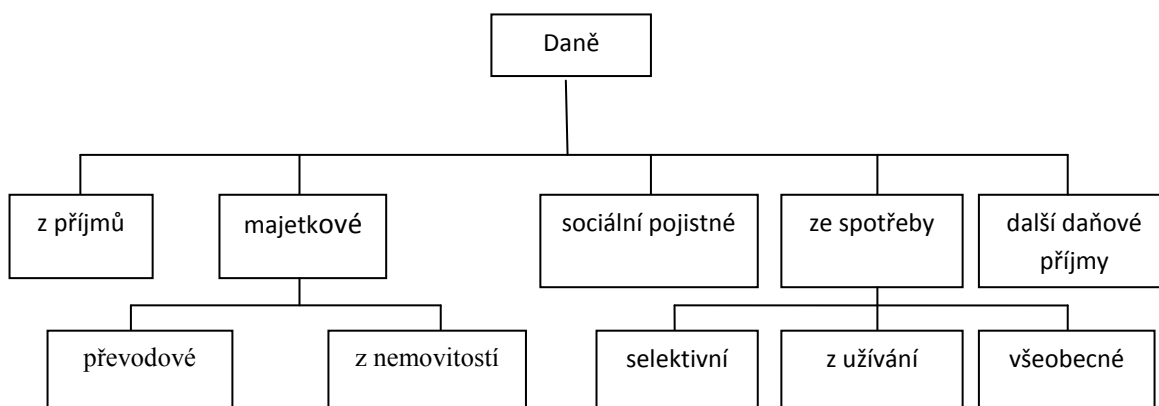 Daně
z příjmů
majetkové
sociální pojistné
ze spotřeby
další daňové
příjmy
převodové
z nemovitostí
selektivní
z užívání
všeobecné